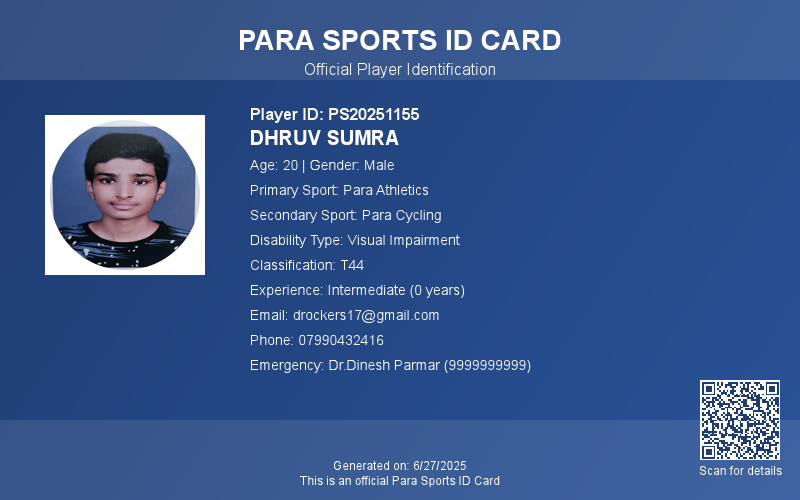 PARA SPORTS ID CARD
Official Player Identification
Player ID: PS20251155
DHRUV SUMRA
Age: 20 | Gender: Male
Primary Sport: Para Athletics
Secondary Sport: Para Cycling
Disability Type: Visual Impairment
Classification: T44
Experience: Intermediate (0 years)
Email: drockers17@gmail.com
Phone: 07990432416
Emergency: Dr.Dinesh Parmar (9999999999)
Scan for details
Generated on: 6/27/2025
This is an official Para Sports ID Card